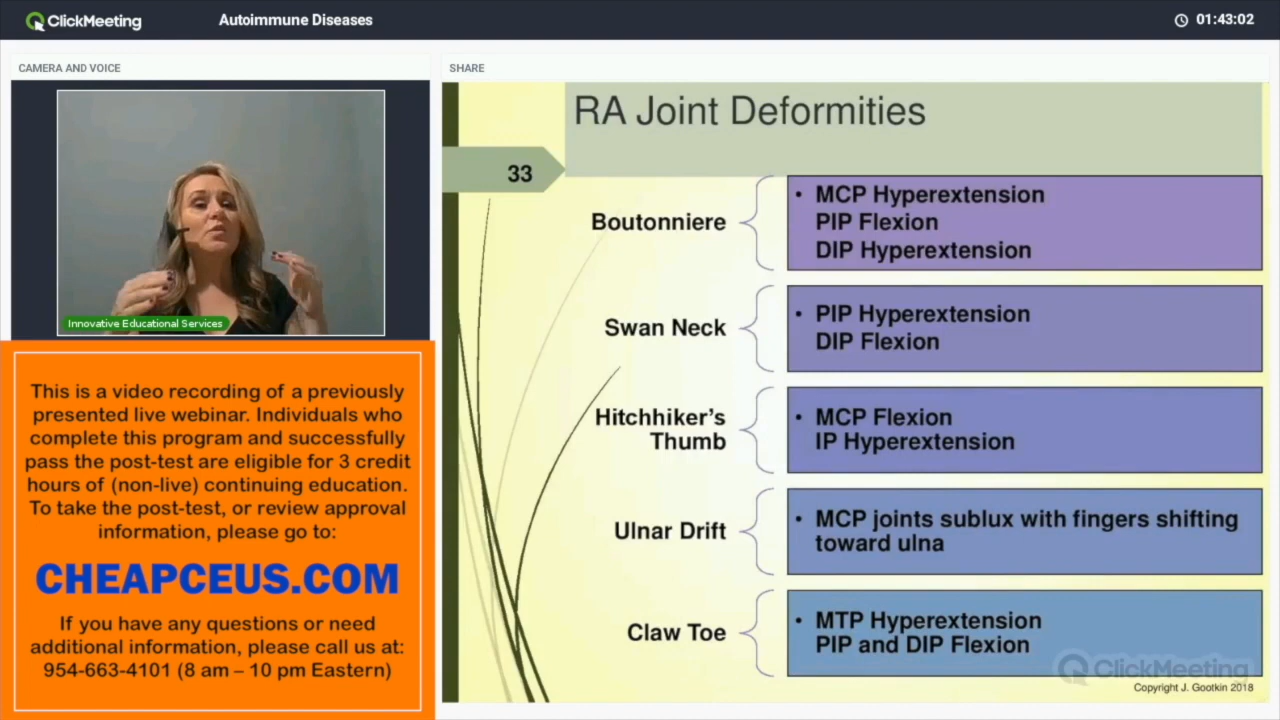 ClickMeeting
Autoimmune Diseases
01:43:02
CAMERA AND VOICE
SHARE
Innovative Educational Services
This is a video recording of a previously
presented live webinar. Individuals who
complete this program and successfully
pass the post-test are eligible for 3 credit
hours of (non-live) continuing education.
To take the post-test, or review approval
information, please go to:
CHEAPCEUS.COM
If you have any questions or need
additional information, please call us at:
954-663-4101 (8 am – 10 pm Eastern)
RA Joint Deformities
33
Boutonniere
• MCP Hyperextension
PIP Flexion
DIP Hyperextension
Swan Neck
• PIP Hyperextension
DIP Flexion
Hitchhiker's
Thumb
• MCP Flexion
IP Hyperextension
Ulnar Drift
• MCP joints sublux with fingers shifting
toward ulna
Claw Toe
• MTP Hyperextension
PIP and DIP Flexion
ClickMeeting
Copyright J. Gootkin 2018